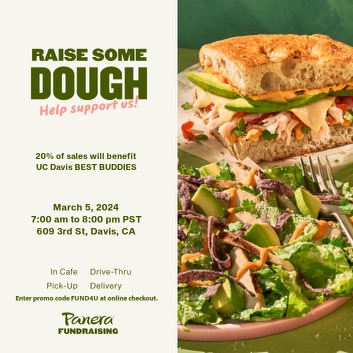 RAISE SOME
DOUGH
Help support us!
20% of sales will benefit
UC Davis BEST BUDDIES
March 5, 2024
7:00 am to 8:00 pm PST
609 3rd St, Davis, CA
In Cafe Drive-Thru
Pick-Up Delivery
Enter promo code FUND4U at online checkout.
Panera
FUNDRAISING